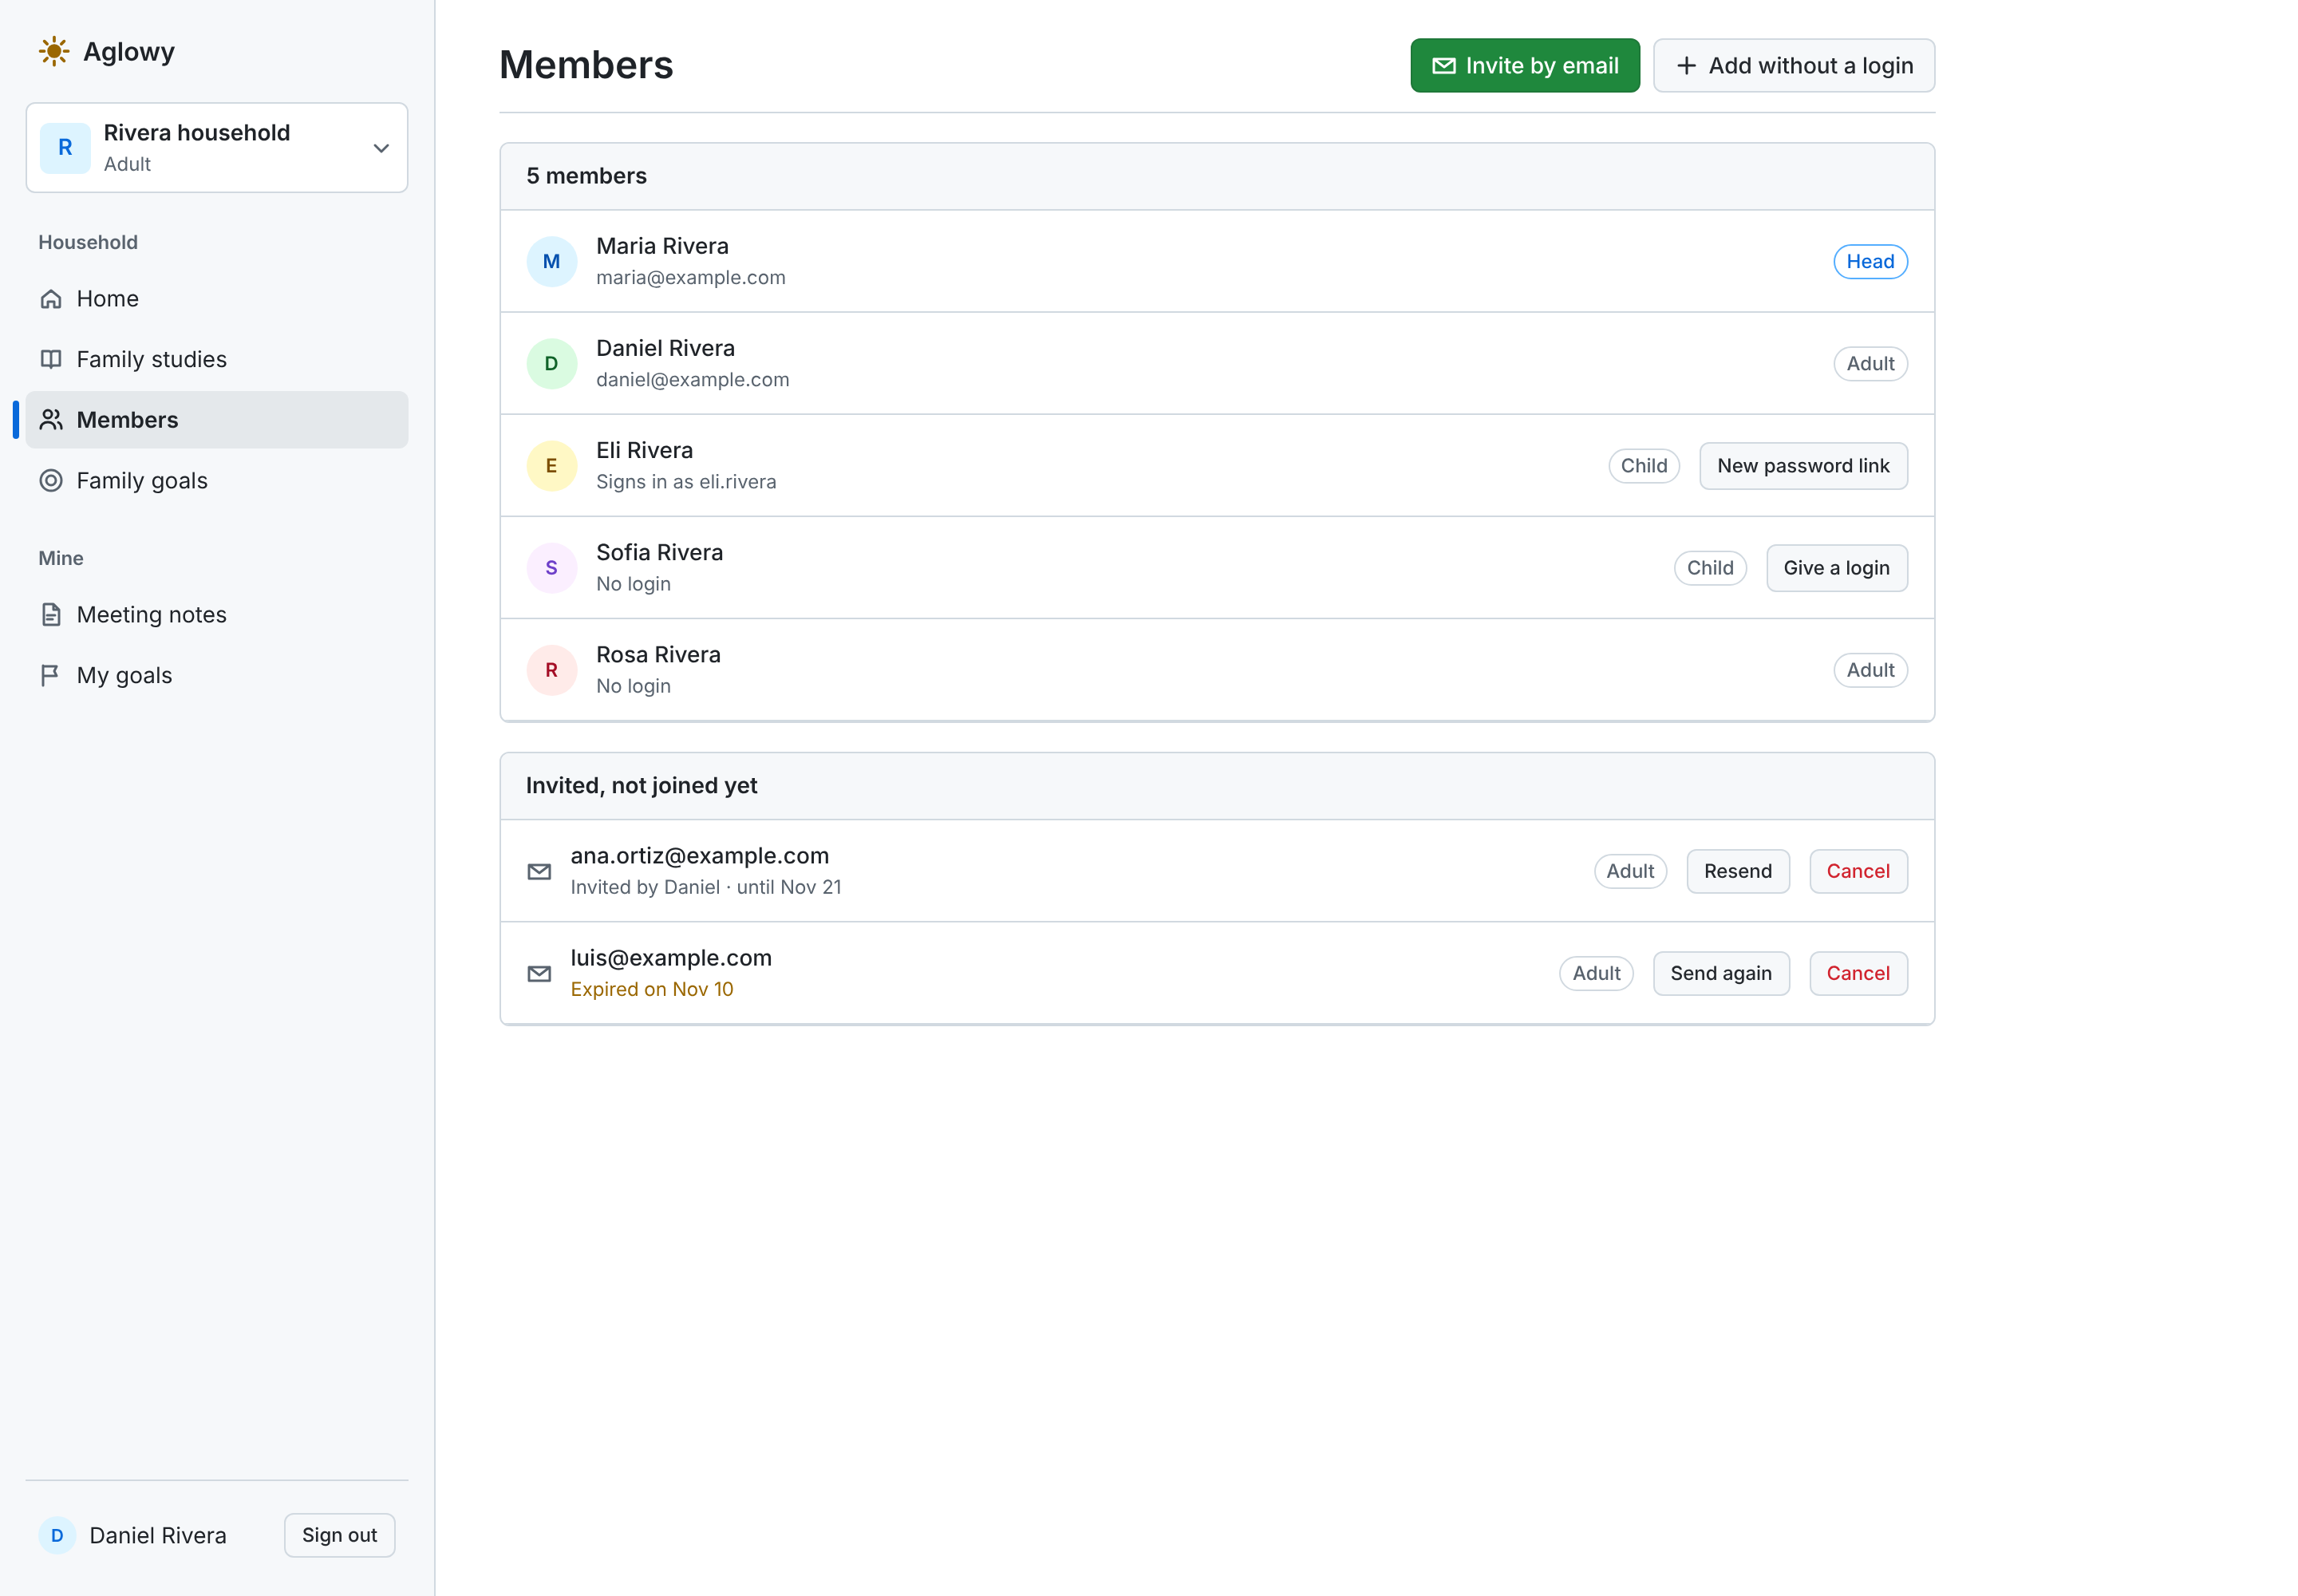 Aglowy
R
Rivera household
Adult
Household
Home
Family studies
Members
Family goals
Mine
Meeting notes
My goals
D
Daniel Rivera
Sign out
Members
Invite by email
Add without a login
5 members
M
Maria Rivera
maria@example.com
Head
D
Daniel Rivera
daniel@example.com
Adult
E
Eli Rivera
Signs in as eli.rivera
Child
New password link
S
Sofia Rivera
No login
Child
Give a login
R
Rosa Rivera
No login
Adult
Invited, not joined yet
ana.ortiz@example.com
Invited by Daniel · until Nov 21
Adult
Resend
Cancel
luis@example.com
Expired on Nov 10
Adult
Send again
Cancel